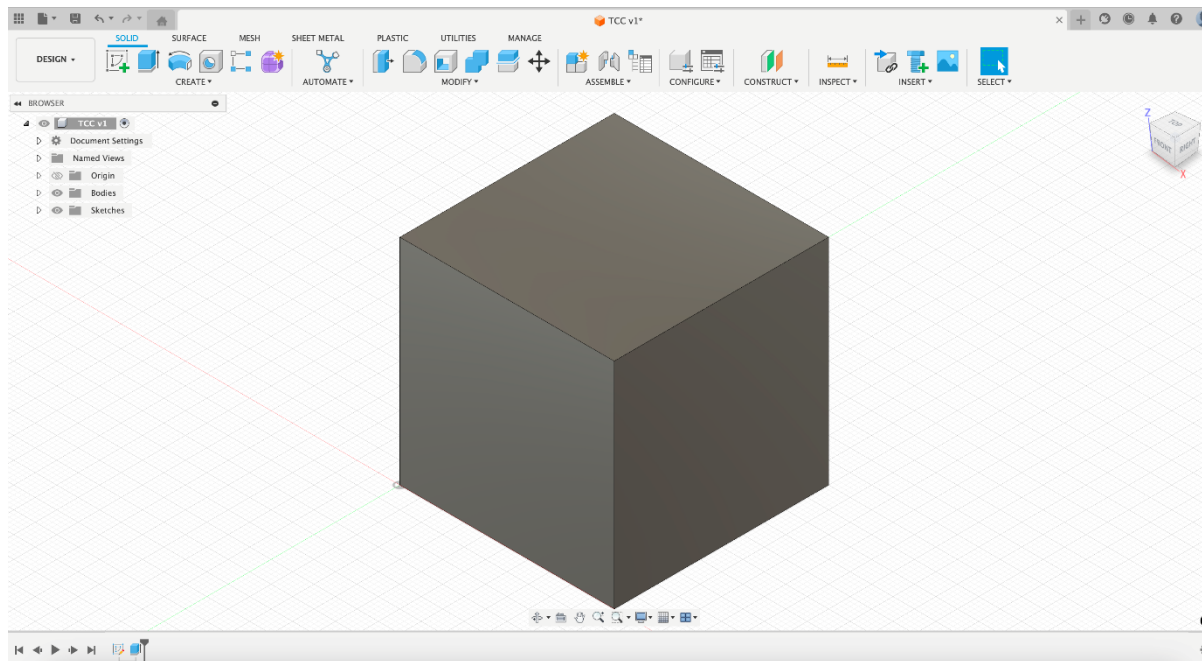 TCC v1*
SOLID SURFACE MESH SHEET METAL PLASTIC UTILITIES MANAGE
DESIGN
CREATE AUTOMATE MODIFY ASSEMBLE CONFIGURE CONSTRUCT INSPECT INSERT SELECT
BROWSER
TCC v1
Document Settings
Named Views
Origin
Bodies
Sketches
Z
TOP
FRONT RIGHT
X